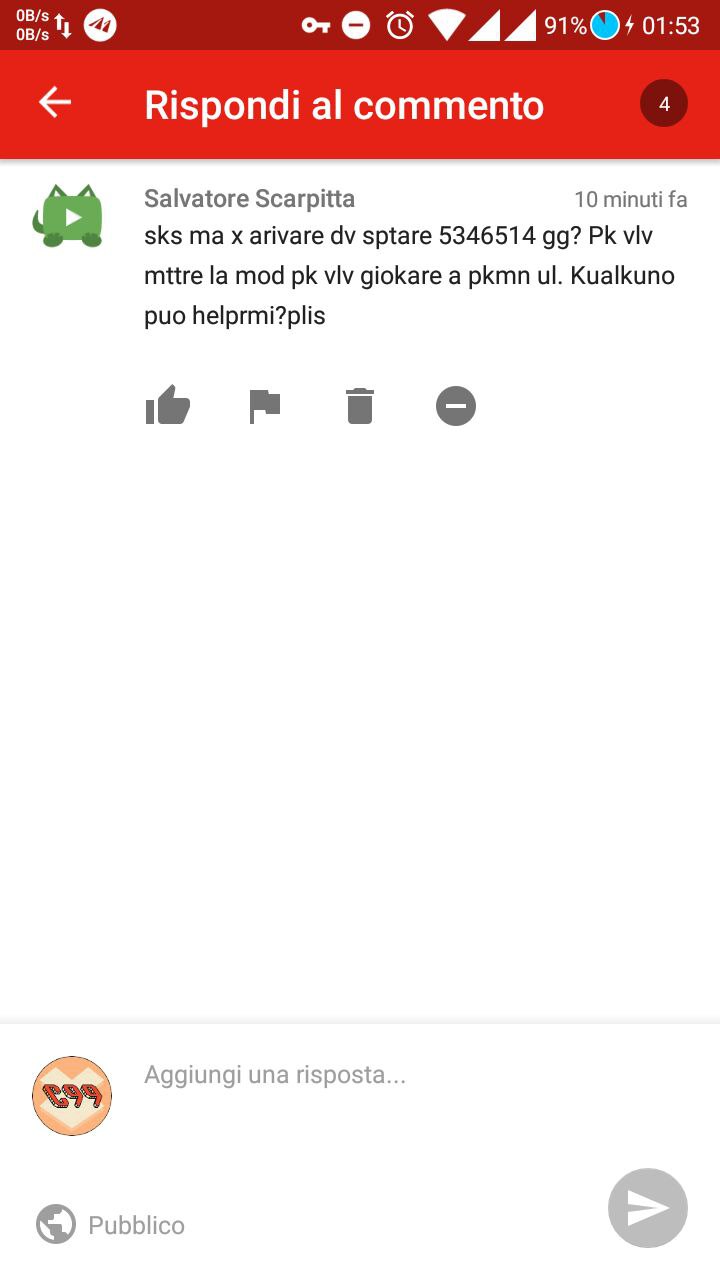 0B/s
0B/s
91%
01:53
Rispondi al commento
4
Salvatore Scarpitta
10 minuti fa
sks ma x arivare dv sptare 5346514 gg? Pk vlv
mttre la mod pk vlv giokare a pkmn ul. Kualkuno
puo helprmi?plis
Aggiungi una risposta...
Pubblico